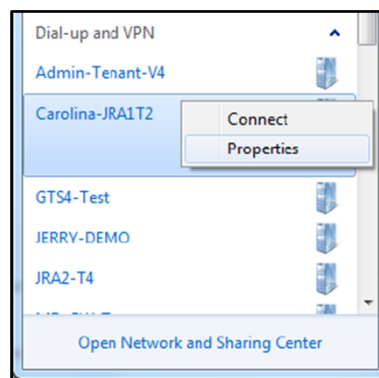 Dial-up and VPN
Admin-Tenant-V4
Carolina-JRA1T2
Connect
Properties
GTS4-Test
JERRY-DEMO
JRA2-T4
Open Network and Sharing Center